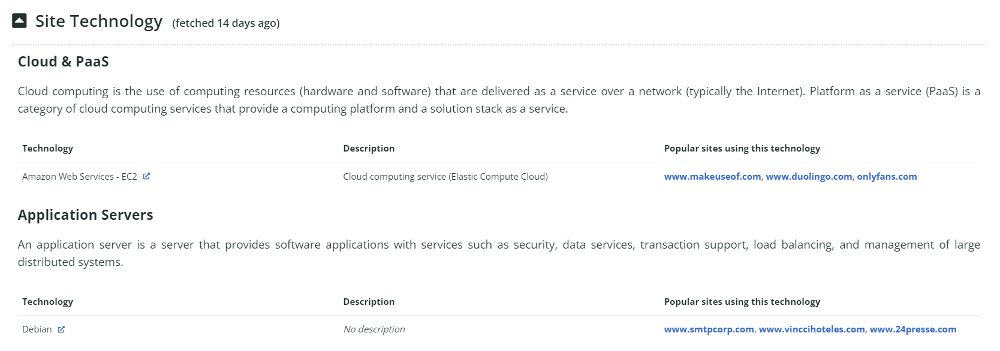 Site Technology (fetched 14 days ago)
Cloud & PaaS
Cloud computing is the use of computing resources (hardware and software) that are delivered as a service over a network (typically the Internet). Platform as a service (PaaS) is a
category of cloud computing services that provide a computing platform and a solution stack as a service.
Technology Description Popular sites using this technology
Amazon Web Services - EC2 Cloud computing service (Elastic Compute Cloud) www.makeuseof.com, www.duolingo.com, onlyfans.com
Application Servers
An application server is a server that provides software applications with services such as security, data services, transaction support, load balancing, and management of large
distributed systems.
Technology Description Popular sites using this technology
Debian No description www.smtpcorp.com, www.vinccihoteles.com, www.24presse.com